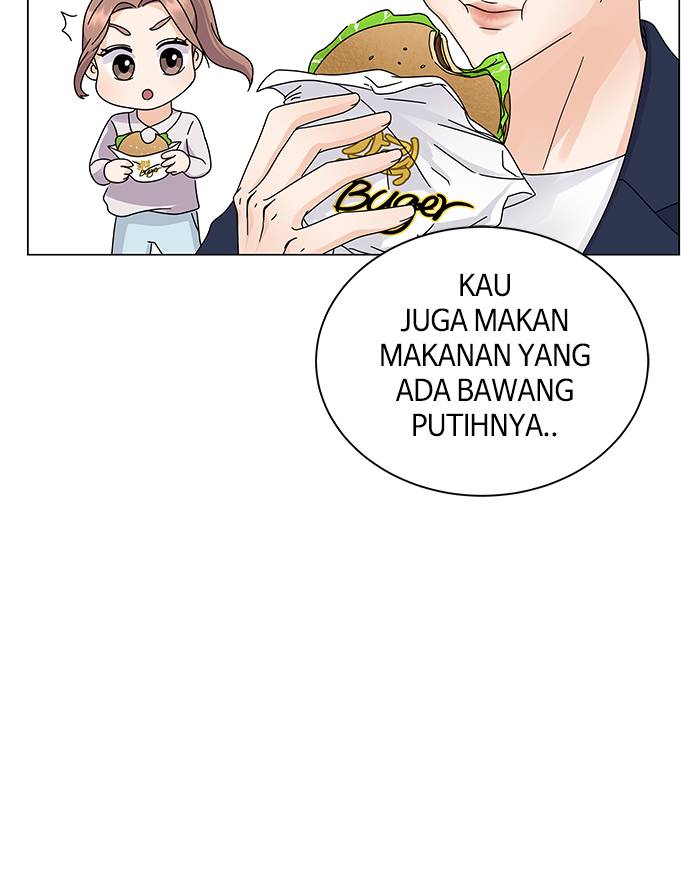 Buger
KAU
JUGA MAKAN
MAKANAN YANG
ADA BAWANG
PUTIHNYA..